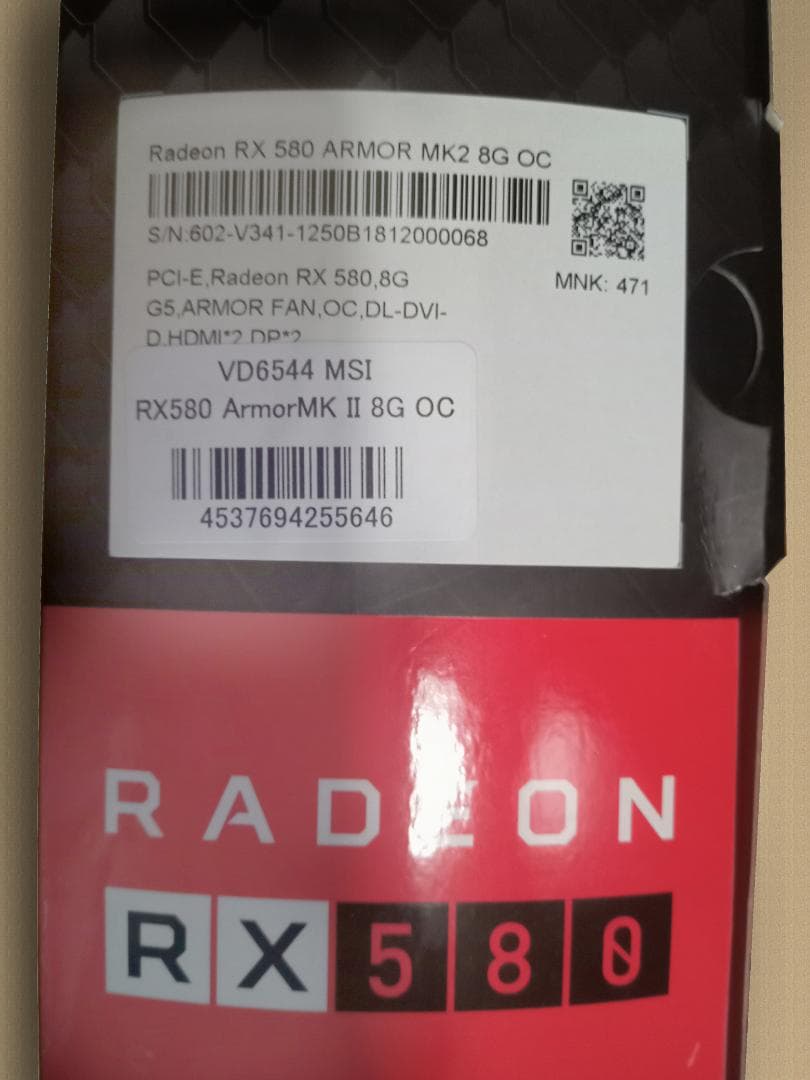 Radeon RX 580 ARMOR MK2 8G OC
S/N:602-V341-1250B1812000068
PCI-E,Radeon RX 580,8G
MNK: 471
G5,ARMOR FAN,OC,DL-DVI-
D,HDMI*2,DP*2
VD6544 MSI
RX580 ArmorMK II 8G OC
4537694255646
RADEON
RX 580